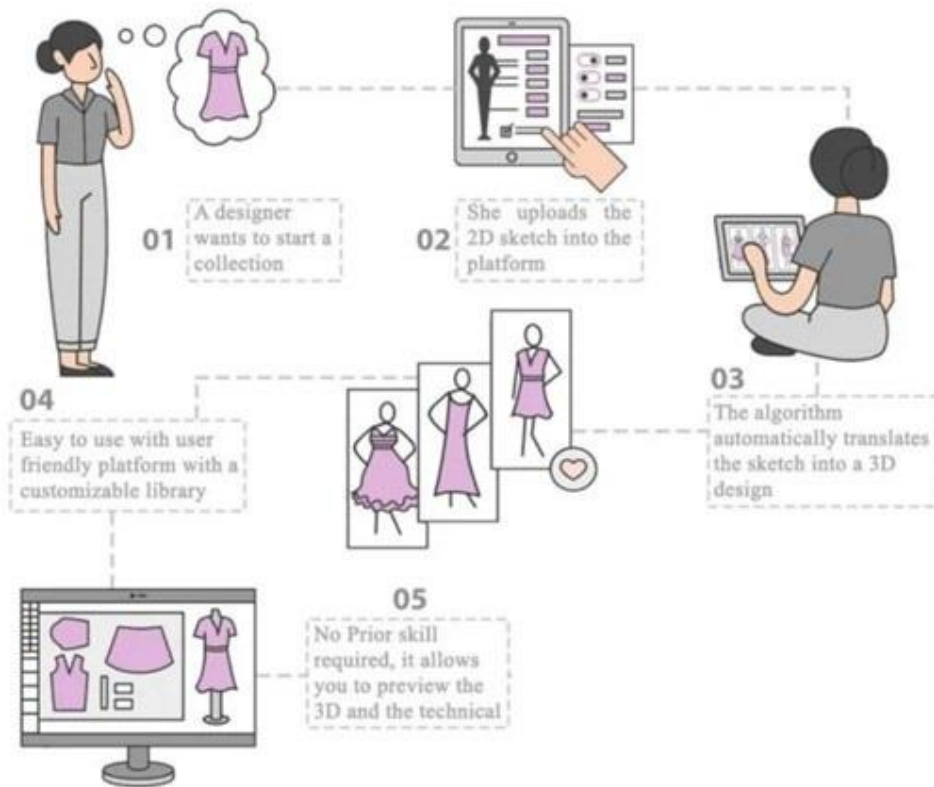 01
A designer
wants to start a
collection
02
She uploads the
2D sketch into the
platform
03
The algorithm
automatically translates
the sketch into a 3D
design
04
Easy to use with user
friendly platform with a
customizable library
05
No Prior skill
required, it allows
you to preview the
3D and the technical